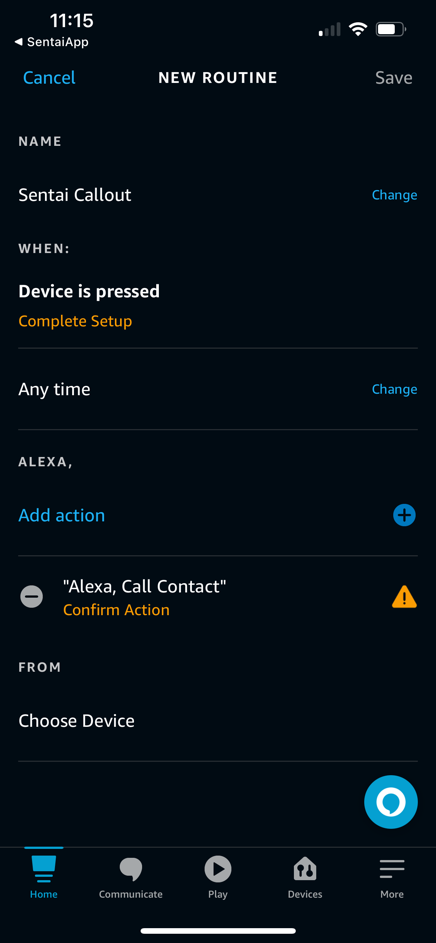 11:15
◀ SentaiApp
Cancel NEW ROUTINE Save
NAME
Sentai Callout Change
WHEN:
Device is pressed
Complete Setup
Any time Change
ALEXA,
Add action
"Alexa, Call Contact"
Confirm Action
FROM
Choose Device
Home Communicate Play Devices More